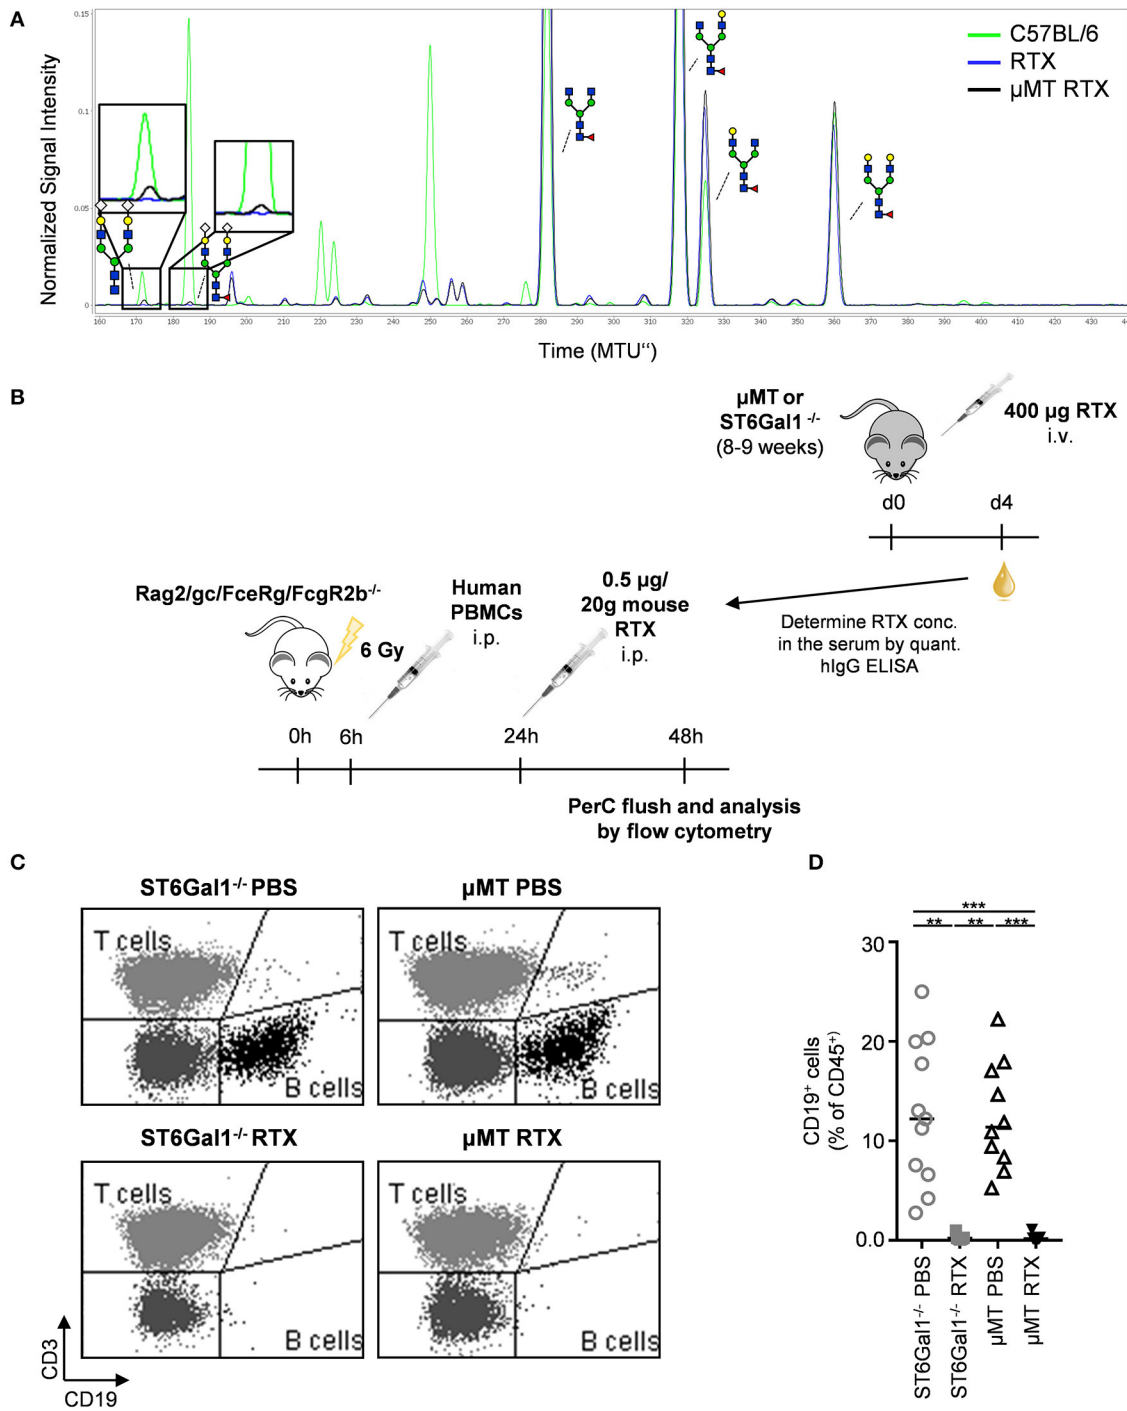 A
Normalized Signal Intensity
0.15
0.1
0.05
0
C57BL/6
RTX
µMT RTX
160 170 180 190 200 210 220 230 240 250 260 270 280 290 300 310 320 330 340 350 360 370 380 390 400 410 420 430
Time (MTU“)
B
µMT or
ST6Gal1 -/-
(8-9 weeks)
400 µg RTX
i.v.
d0
d4
Determine RTX conc.
in the serum by quant.
hIgG ELISA
Rag2/gc/FceRg/FcgR2b-/-
6 Gy
Human
PBMCs
i.p.
0.5 µg/
20g mouse
RTX
i.p.
0h
6h
24h
48h
PerC flush and analysis
by flow cytometry
C
ST6Gal1-/- PBS
µMT PBS
T cells
B cells
T cells
B cells
ST6Gal1-/- RTX
µMT RTX
T cells
B cells
T cells
B cells
CD3
CD19
D
***
** ** ***
CD19+ cells
(% of CD45+)
30
20
10
0.0
ST6Gal1-/- PBS
ST6Gal1-/- RTX
µMT PBS
µMT RTX